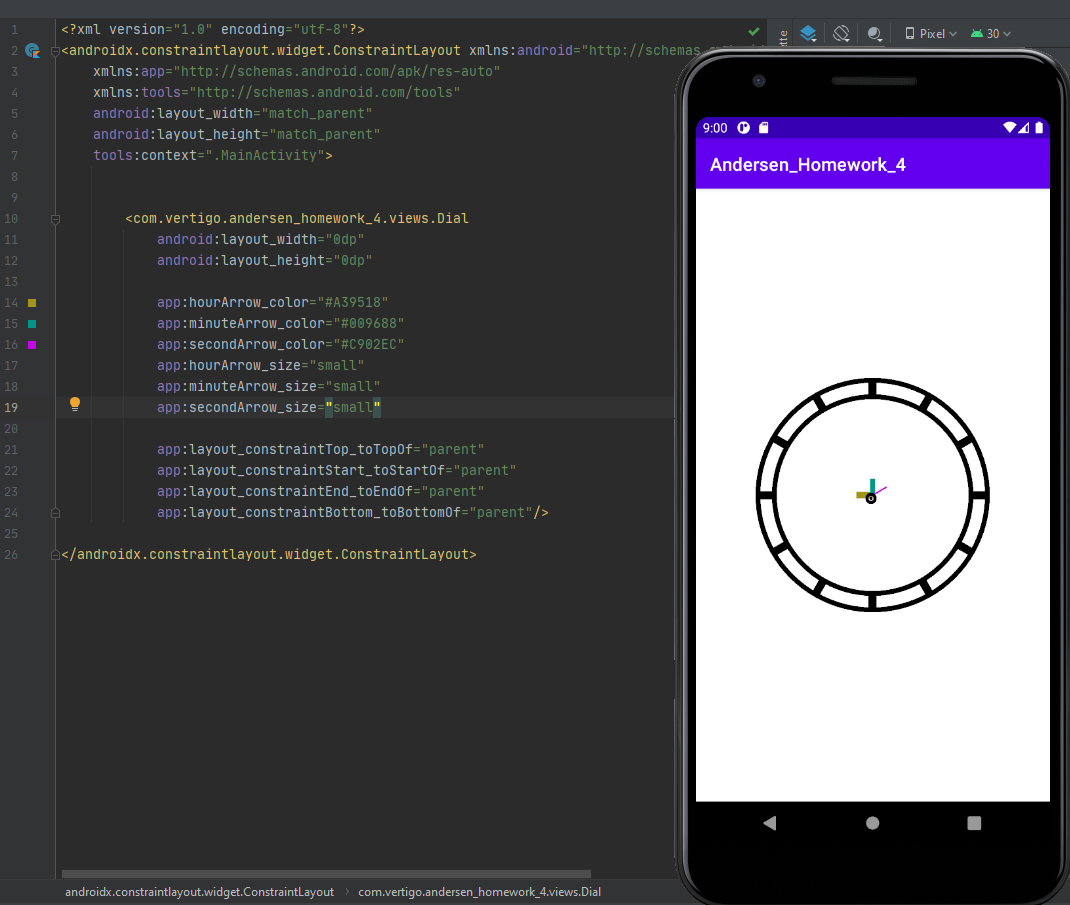 1 <?xml version="1.0" encoding="utf-8"?>
2 <androidx.constraintlayout.widget.ConstraintLayout xmlns:android="http://schemas
3 xmlns:app="http://schemas.android.com/apk/res-auto"
4 xmlns:tools="http://schemas.android.com/tools"
5 android:layout_width="match_parent"
6 android:layout_height="match_parent"
7 tools:context=".MainActivity">
8
9
10 <com.vertigo.andersen_homework_4.views.Dial
11 android:layout_width="0dp"
12 android:layout_height="0dp"
13
14 app:hourArrow_color="#A39518"
15 app:minuteArrow_color="#009688"
16 app:secondArrow_color="#C902EC"
17 app:hourArrow_size="small"
18 app:minuteArrow_size="small"
19 app:secondArrow_size="small"
20
21 app:layout_constraintTop_toTopOf="parent"
22 app:layout_constraintStart_toStartOf="parent"
23 app:layout_constraintEnd_toEndOf="parent"
24 app:layout_constraintBottom_toBottomOf="parent"/>
25
26 </androidx.constraintlayout.widget.ConstraintLayout>
androidx.constraintlayout.widget.ConstraintLayout › com.vertigo.andersen_homework_4.views.Dial
Pixel 30
9:00
Andersen_Homework_4